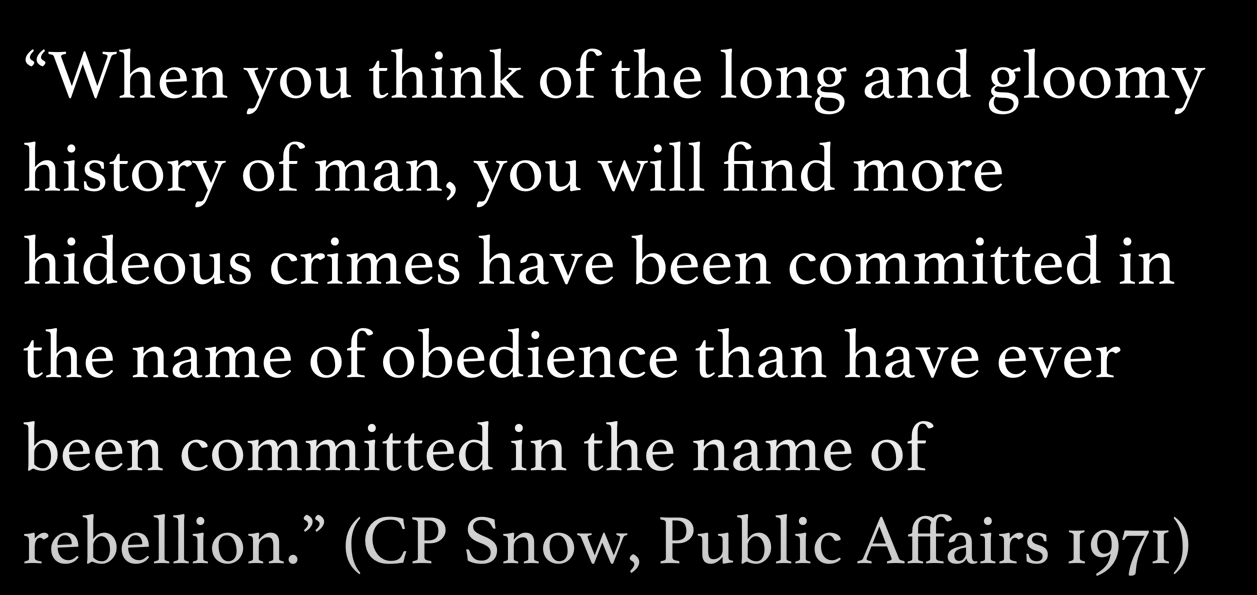 “When you think of the long and gloomy
history of man, you will find more
hideous crimes have been committed in
the name of obedience than have ever
been committed in the name of
rebellion.” (CP Snow, Public Affairs 1971)